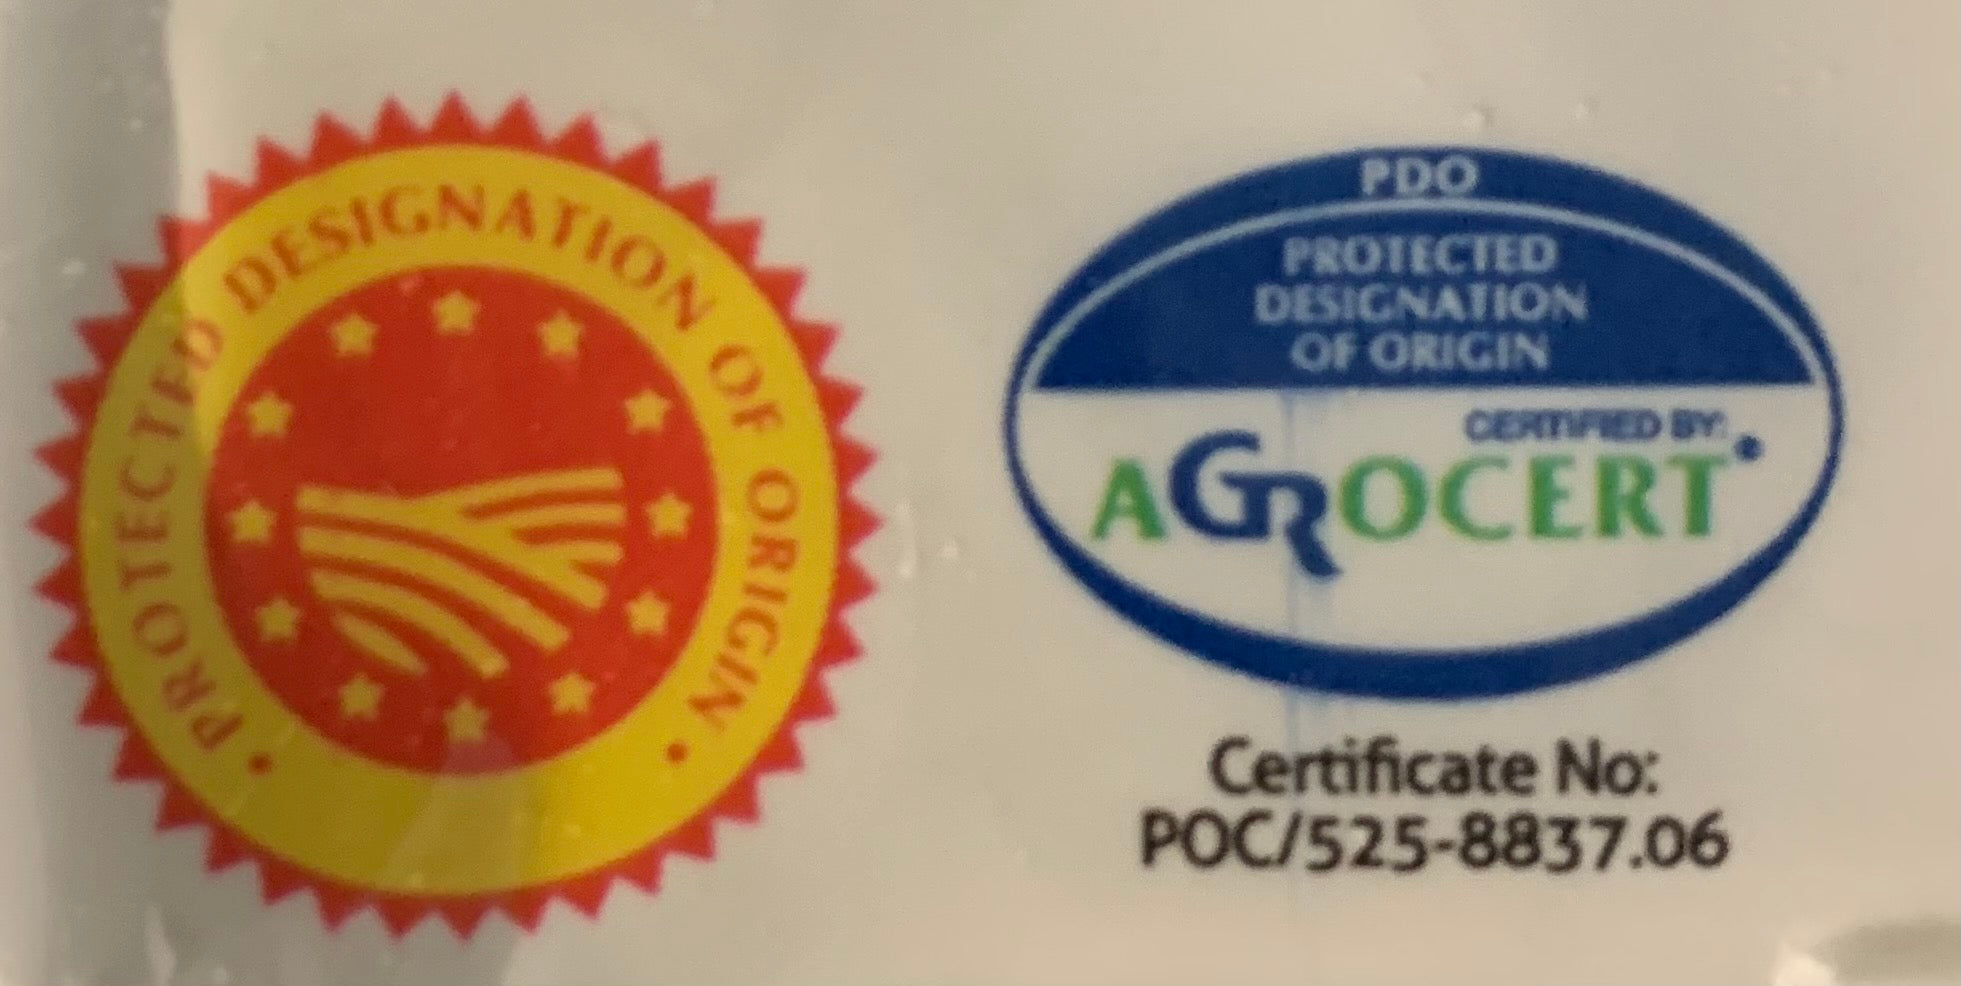 • PROTECTED DESIGNATION OF ORIGIN •
PDO
PROTECTED
DESIGNATION
OF ORIGIN
CERTIFIED BY:
AGROCERT
Certificate No:
POC/525-8837.06